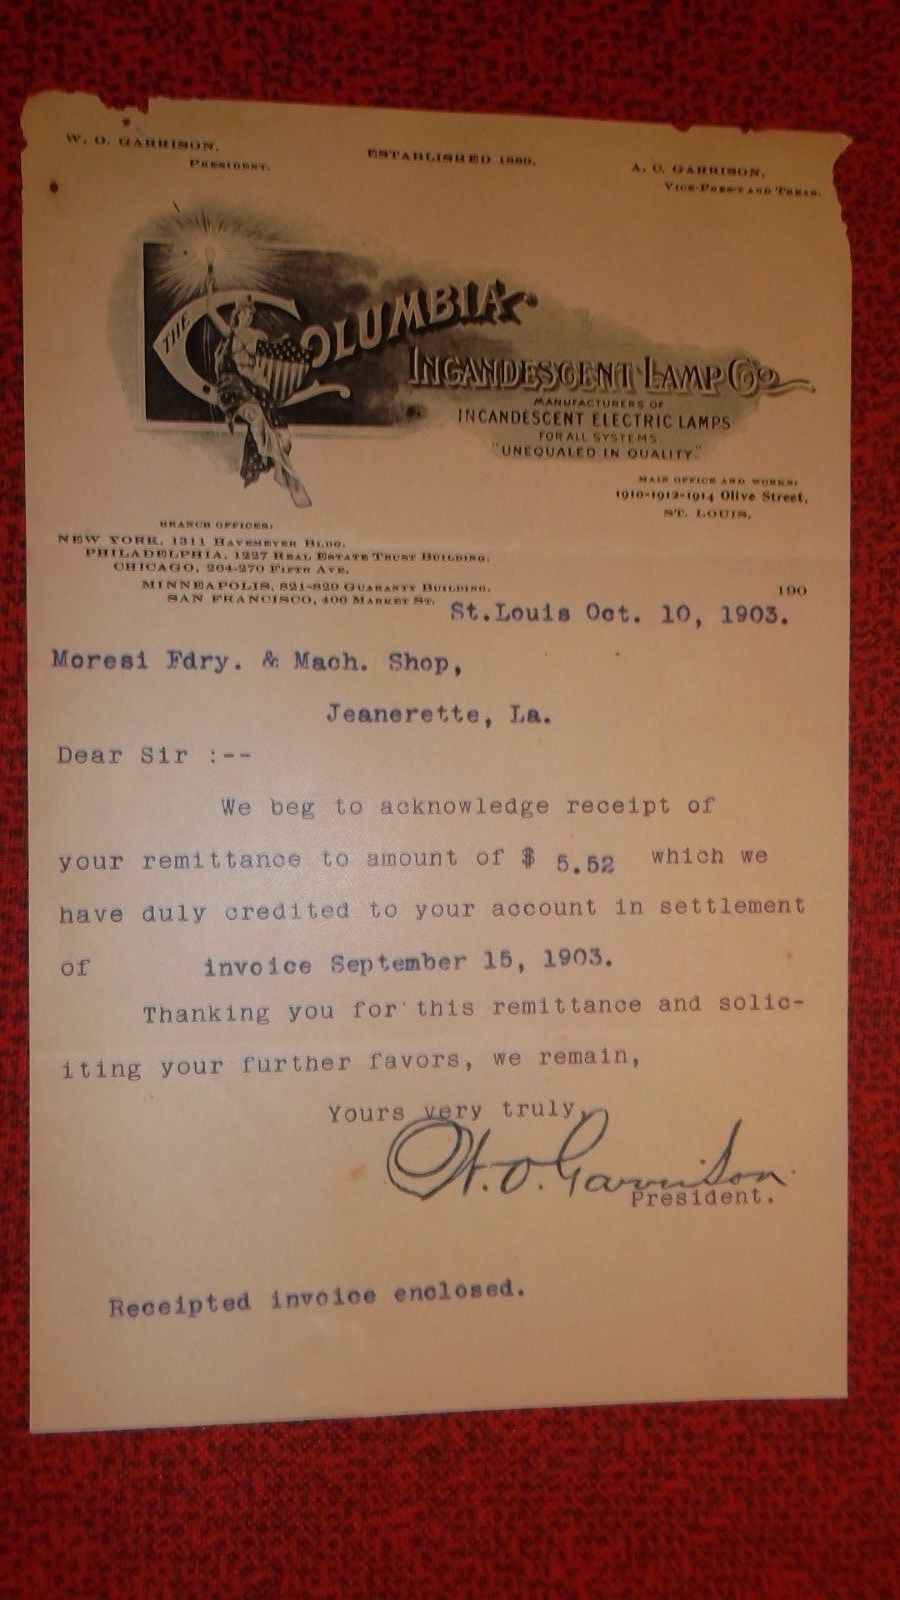 W. O. GARRISON,
PRESIDENT.
ESTABLISHED 1889.
A. C. GARRISON,
VICE-PRES'T AND TREAS.
THE COLUMBIA
INCANDESCENT LAMP CO.
MANUFACTURERS OF
INCANDESCENT ELECTRIC LAMPS
FOR ALL SYSTEMS.
"UNEQUALED IN QUALITY."
MAIN OFFICE AND WORKS:
1910-1912-1914 Olive Street,
ST. LOUIS.
BRANCH OFFICES:
NEW YORK, 1311 HAVEMEYER BLDG.
PHILADELPHIA, 1227 REAL ESTATE TRUST BUILDING.
CHICAGO, 264-270 FIFTH AVE.
MINNEAPOLIS, 821-829 GUARANTY BUILDING.
SAN FRANCISCO, 400 MARKET ST.
190
St.Louis Oct. 10, 1903.
Moresi Fdry. & Mach. Shop,
Jeanerette, La.
Dear Sir :--
We beg to acknowledge receipt of
your remittance to amount of $ 5.52 which we
have duly credited to your account in settlement
of invoice September 15, 1903.
Thanking you for this remittance and solic-
iting your further favors, we remain,
Yours very truly,
W. O. Garrison
President.
Receipted invoice enclosed.